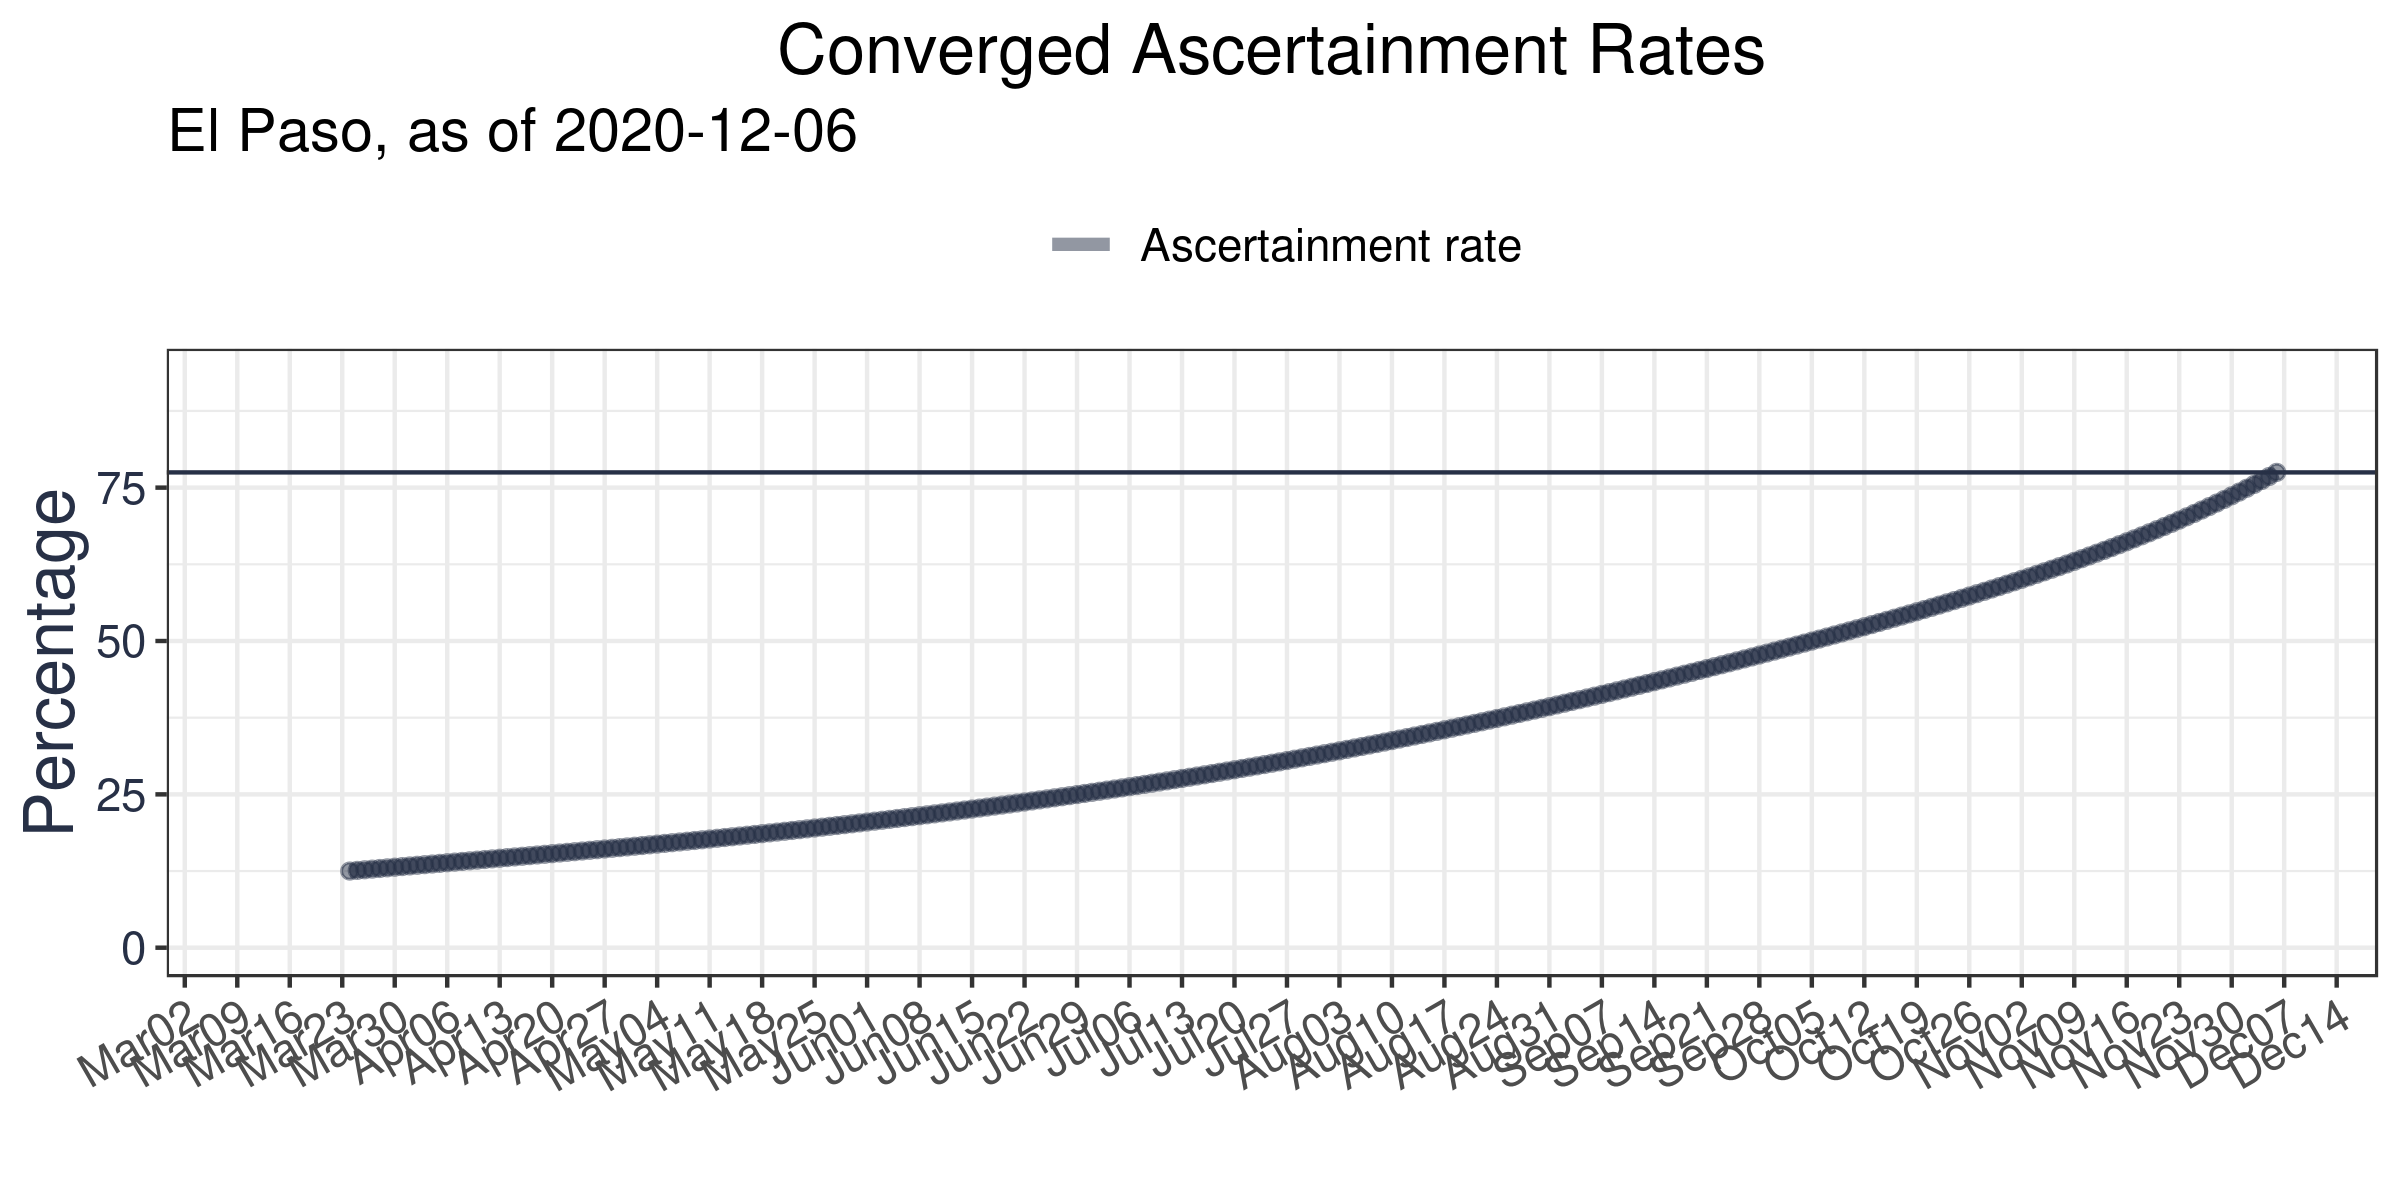 Converged Ascertainment Rates
El Paso, as of 2020-12-06
Ascertainment rate
Percentage
75
50
25
0
Mar02 Mar09 Mar16 Mar23 Mar30 Apr06 Apr13 Apr20 Apr27 May04 May11 May18 May25 Jun01 Jun08 Jun15 Jun22 Jun29 Jul06 Jul13 Jul20 Jul27 Aug03 Aug10 Aug17 Aug24 Aug31 Sep07 Sep14 Sep21 Sep28 Oct05 Oct12 Oct19 Oct26 Nov02 Nov09 Nov16 Nov23 Nov30 Dec07 Dec14